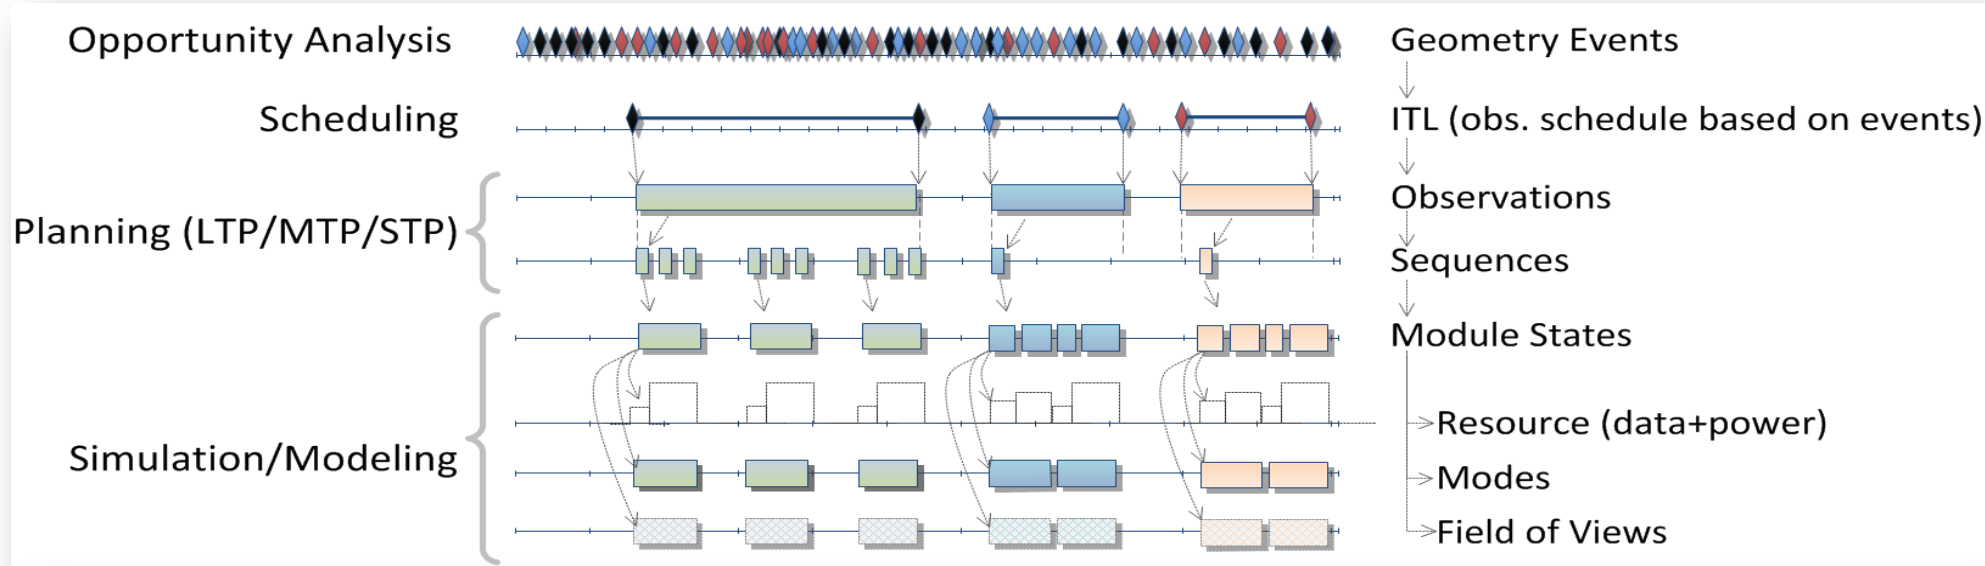 Opportunity Analysis
Geometry Events
Scheduling
ITL (obs. schedule based on events)
Planning (LTP/MTP/STP)
Observations
Sequences
Simulation/Modeling
Module States
Resource (data+power)
Modes
Field of Views